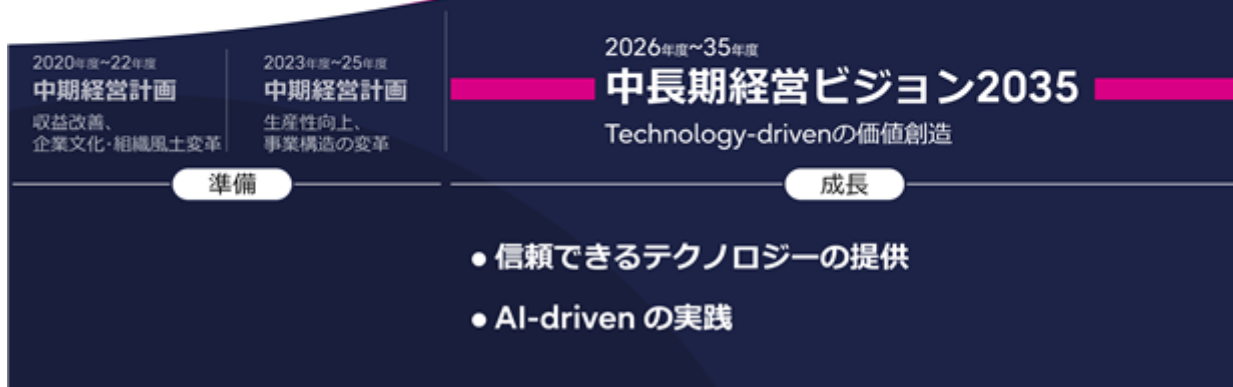 2020年度~22年度
中期経営計画
収益改善、
企業文化・組織風土変革
2023年度~25年度
中期経営計画
生産性向上、
事業構造の変革
準備
2026年度~35年度
中長期経営ビジョン2035
Technology-drivenの価値創造
成長
● 信頼できるテクノロジーの提供
● AI-driven の実践